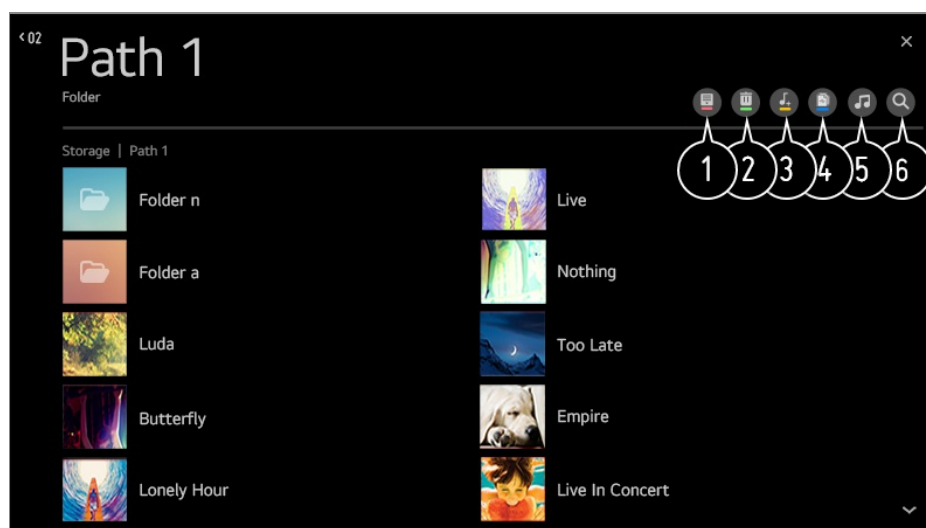 < 02
Path 1
Folder
1 2 3 4 5 6
Storage | Path 1
Folder n
Folder a
Luda
Butterfly
Lonely Hour
Live
Nothing
Too Late
Empire
Live In Concert